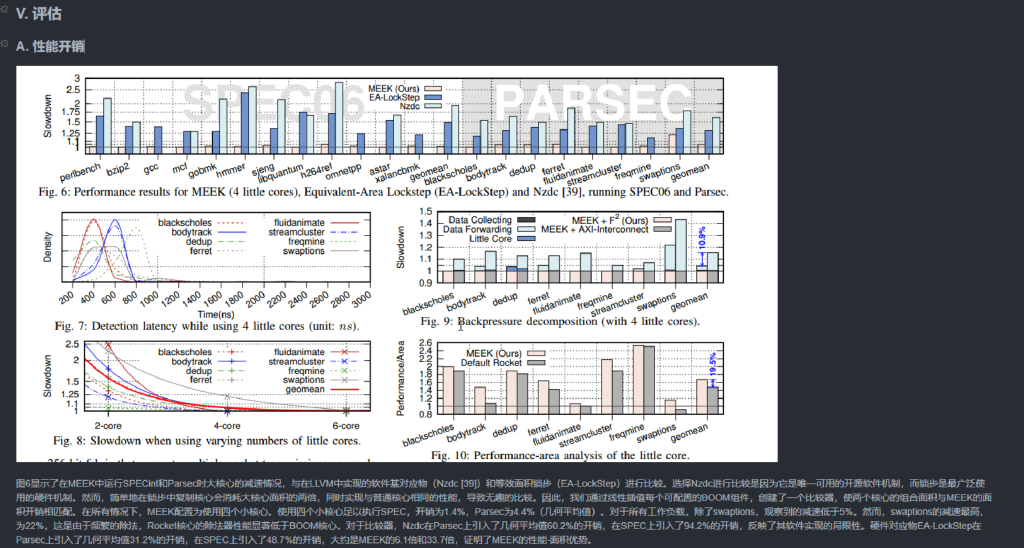 V. 评估
A. 性能开销
3
2.5
2
1.75
1.5
1.25
1.1
1
Slowdown
SPEC06
PARSEC
MEEK (Ours)
EA-LockStep
Nzdc
perlbench
bzip2
gcc
mcf
gobmk
hmmer
sjeng
libquantum
h264ref
omnetpp
astar
xalancbmk
geomean
blackscholes
bodytrack
dedup
ferret
fluidanimate
streamcluster
freqmine
swaptions
geomean
Fig. 6: Performance results for MEEK (4 little cores), Equivalent-Area Lockstep (EA-LockStep) and Nzdc [39], running SPEC06 and Parsec.
Density
blackscholes
bodytrack
dedup
ferret
fluidanimate
streamcluster
freqmine
swaptions
200
400
600
800
1000
1200
1400
1600
1800
2000
2200
2400
2600
2800
3000
Time(ns)
Fig. 7: Detection latency while using 4 little cores (unit: ns).
1.5
1.4
1.3
1.2
1.1
1
0.9
Slowdown
Data Collecting
Data Forwarding
Little Core
MEEK + F² (Ours)
MEEK + AXI-Interconnect
10.9%
blackscholes
bodytrack
dedup
ferret
fluidanimate
freqmine
streamcluster
swaptions
geomean
Fig. 9: Backpressure decomposition (with 4 little cores).
2.5
2
1.5
1.25
1.1
1
Slowdown
blackscholes
bodytrack
dedup
ferret
fluidanimate
streamcluster
freqmine
swaptions
geomean
2-core
4-core
6-core
Fig. 8: Slowdown when using varying numbers of little cores.
2.6
2.4
2.2
2
1.8
1.6
1.4
1.2
1
0.8
Performance/Area
MEEK (Ours)
Default Rocket
19.5%
blackscholes
bodytrack
dedup
ferret
fluidanimate
streamcluster
freqmine
swaptions
geomean
Fig. 10: Performance-area analysis of the little core.
图6显示了在MEEK中运行SPECint和Parsec时大核心的减速情况，与在LLVM中实现的软件基对应物（Nzdc [39]）和等效面积锁步（EA-LockStep）进行比较。选择Nzdc进行比较是因为它是唯一可用的开源软件机制，而锁步是最广泛使
用的硬件机制。然而，简单地在锁步中复制核心会消耗大核心面积的两倍，同时实现与普通核心相同的性能，导致无趣的比较。因此，我们通过线性插值每个可配置的BOOM组件，创建了一个比较器，使两个核心的组合面积与MEEK的面
积开销相匹配。在所有情况下，MEEK配置为使用四个小核心。使用四个小核心足以执行SPEC，开销为1.4%，Parsec为4.4%（几何平均值）。对于所有工作负载，除了swaptions，观察到的减速低于5%。然而，swaptions的减速最高，
为22%，这是由于频繁的除法，Rocket核心的除法器性能显著低于BOOM核心。对于比较器，Nzdc在Parsec上引入了几何平均值60.2%的开销，在SPEC上引入了94.2%的开销，反映了其软件实现的局限性。硬件对应物EA-LockStep在
Parsec上引入了几何平均值31.2%的开销，在SPEC上引入了48.7%的开销，大约是MEEK的6.1倍和33.7倍，证明了MEEK的性能-面积优势。